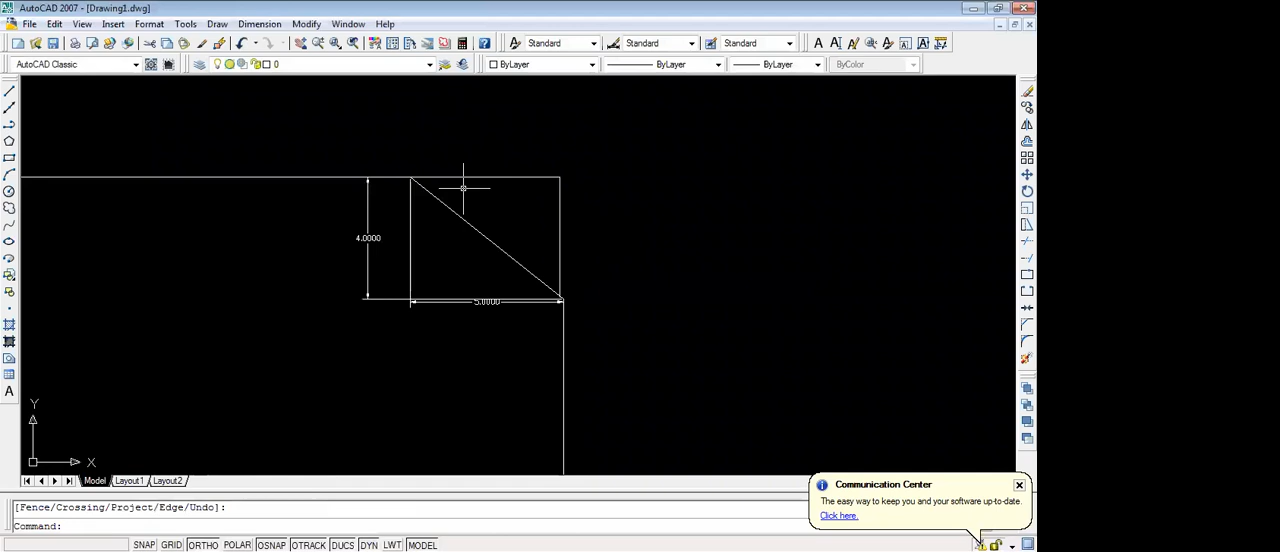 AutoCAD 2007 - [Drawing1.dwg]
File Edit View Insert Format Tools Draw Dimension Modify Window Help
Standard Standard Standard
AutoCAD Classic 0 ByLayer ByLayer ByLayer ByColor
4.0000
5.0000
Y
X
Model Layout1 Layout2
Communication Center
The easy way to keep you and your software up-to-date.
Click here.
[Fence/Crossing/Project/Edge/Undo]:
Command:
SNAP GRID ORTHO POLAR OSNAP OTRACK DUCS DYN LWT MODEL